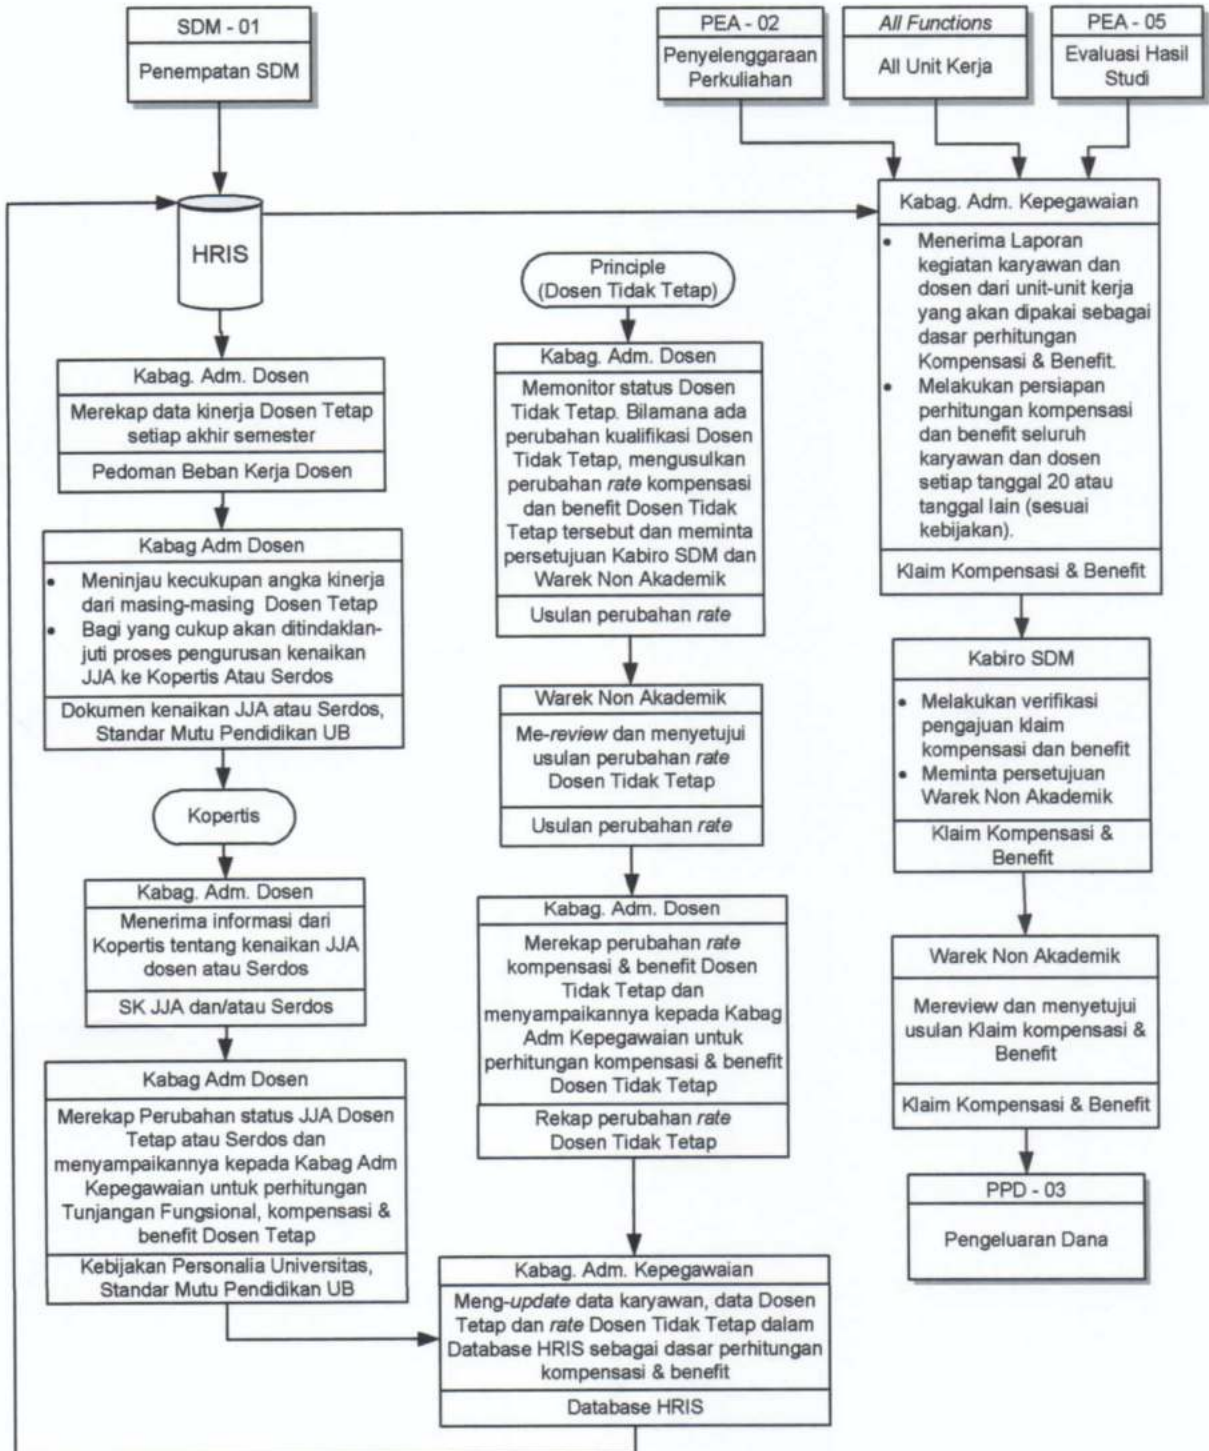 SDM - 01
Penempatan SDM
PEA - 02
Penyelenggaraan
Perkuliahan
All Functions
All Unit Kerja
PEA - 05
Evaluasi Hasil
Studi
HRIS
Kabag. Adm. Dosen
Merekap data kinerja Dosen Tetap
setiap akhir semester
Pedoman Beban Kerja Dosen
Kabag Adm Dosen
• Meninjau kecukupan angka kinerja
dari masing-masing Dosen Tetap
• Bagi yang cukup akan ditindaklan-
juti proses pengurusan kenaikan
JJA ke Kopertis Atau Serdos
Dokumen kenaikan JJA atau Serdos,
Standar Mutu Pendidikan UB
Kopertis
Kabag. Adm. Dosen
Menerima informasi dari
Kopertis tentang kenaikan JJA
dosen atau Serdos
SK JJA dan/atau Serdos
Kabag Adm Dosen
Merekap Perubahan status JJA Dosen
Tetap atau Serdos dan
menyampaikannya kepada Kabag Adm
Kepegawaian untuk perhitungan
Tunjangan Fungsional, kompensasi &
benefit Dosen Tetap
Kebijakan Personalia Universitas,
Standar Mutu Pendidikan UB
Principle
(Dosen Tidak Tetap)
Kabag. Adm. Dosen
Memonitor status Dosen
Tidak Tetap. Bilamana ada
perubahan kualifikasi Dosen
Tidak Tetap, mengusulkan
perubahan rate kompensasi
dan benefit Dosen Tidak
Tetap tersebut dan meminta
persetujuan Kabiro SDM dan
Warek Non Akademik
Usulan perubahan rate
Warek Non Akademik
Me-review dan menyetujui
usulan perubahan rate
Dosen Tidak Tetap
Usulan perubahan rate
Kabag. Adm. Dosen
Merekap perubahan rate
kompensasi & benefit Dosen
Tidak Tetap dan
menyampaikannya kepada Kabag
Adm Kepegawaian untuk
perhitungan kompensasi & benefit
Dosen Tidak Tetap
Rekap perubahan rate
Dosen Tidak Tetap
Kabag. Adm. Kepegawaian
Meng-update data karyawan, data Dosen
Tetap dan rate Dosen Tidak Tetap dalam
Database HRIS sebagai dasar perhitungan
kompensasi & benefit
Database HRIS
Kabag. Adm. Kepegawaian
• Menerima Laporan
kegiatan karyawan dan
dosen dari unit-unit kerja
yang akan dipakai sebagai
dasar perhitungan
Kompensasi & Benefit.
• Melakukan persiapan
perhitungan kompensasi
dan benefit seluruh
karyawan dan dosen
setiap tanggal 20 atau
tanggal lain (sesuai
kebijakan).
Klaim Kompensasi & Benefit
Kabiro SDM
• Melakukan verifikasi
pengajuan klaim
kompensasi dan benefit
• Meminta persetujuan
Warek Non Akademik
Klaim Kompensasi &
Benefit
Warek Non Akademik
Mereview dan menyetujui
usulan Klaim kompensasi &
Benefit
Klaim Kompensasi & Benefit
PPD - 03
Pengeluaran Dana